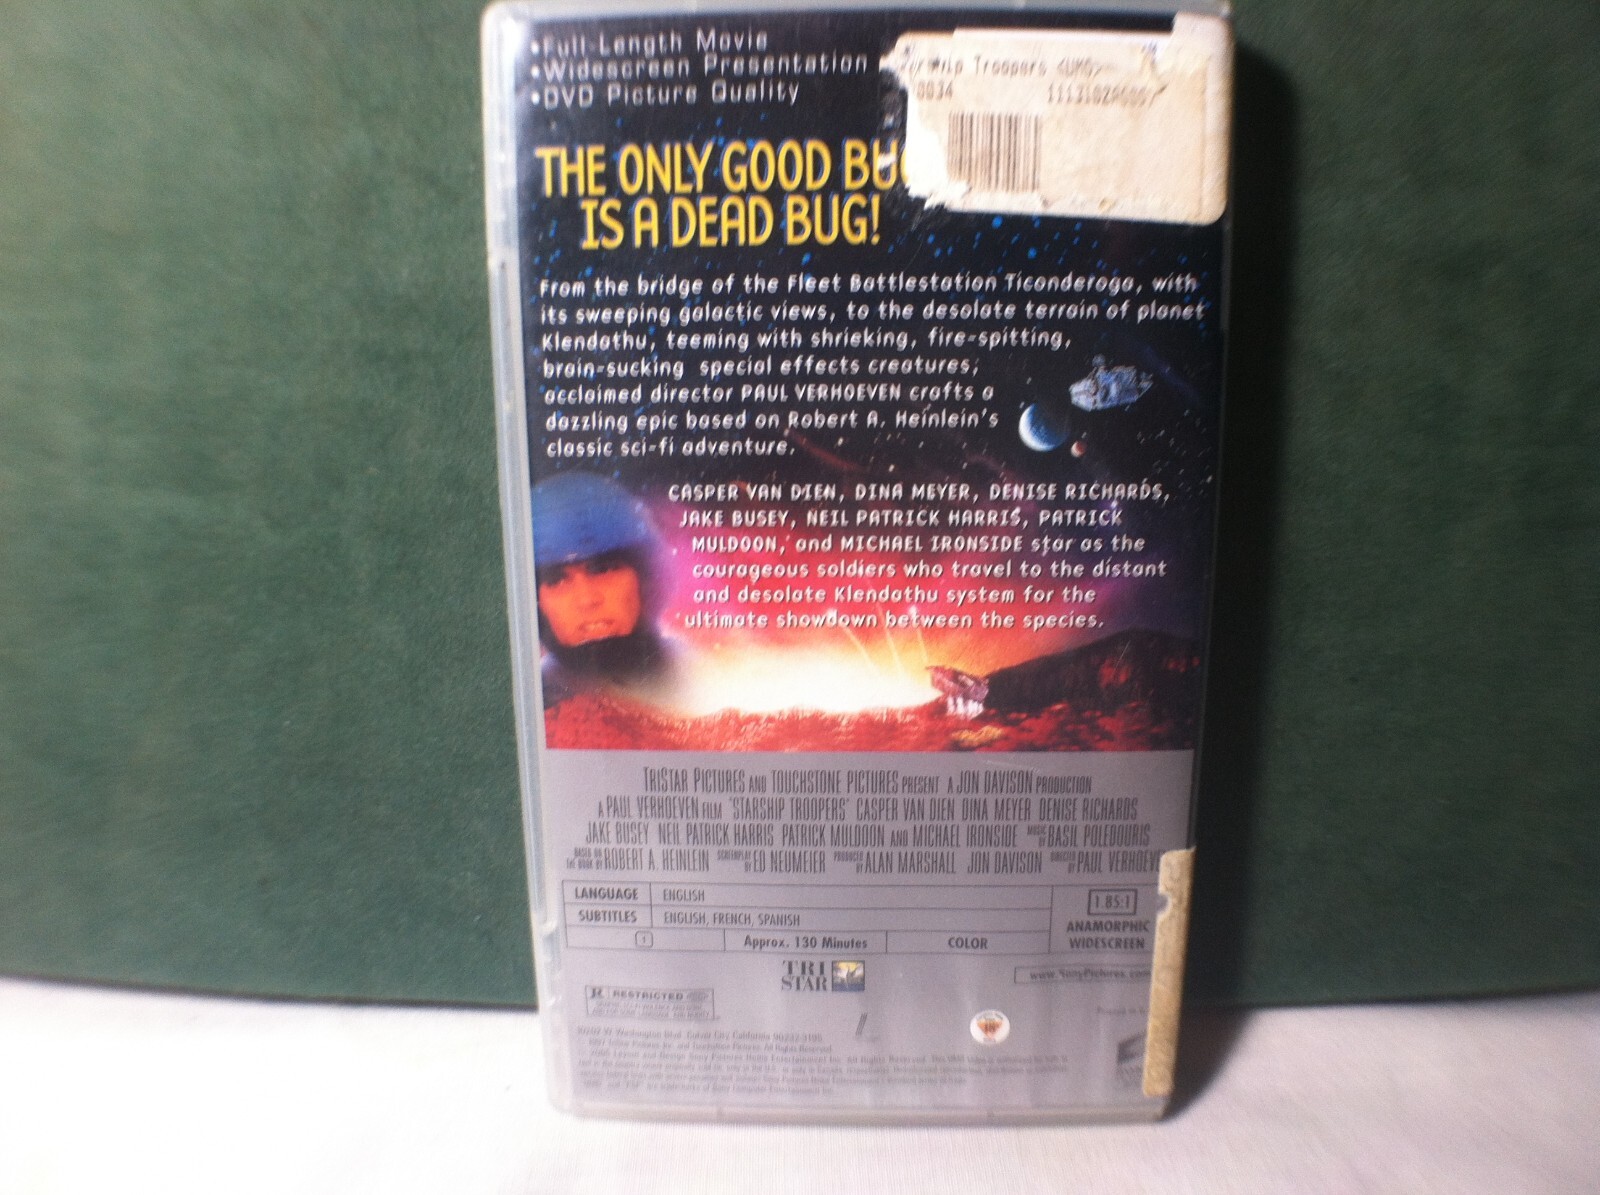 •Full-Length Movie
•Widescreen Presentation
•DVD Picture Quality
Troopers <UMD>
THE ONLY GOOD BUG
IS A DEAD BUG!
From the bridge of the Fleet Battlestation Ticonderoga, with
its sweeping galactic views, to the desolate terrain of planet
Klendathu, teeming with shrieking, fire-spitting,
brain-sucking special effects creatures,
acclaimed director PAUL VERHOEVEN crafts a
dazzling epic based on Robert A. Heinlein's
classic sci-fi adventure.
CASPER VAN DIEN, DINA MEYER, DENISE RICHARDS,
JAKE BUSEY, NEIL PATRICK HARRIS, PATRICK
MULDOON, and MICHAEL IRONSIDE star as the
courageous soldiers who travel to the distant
and desolate Klendathu system for the
ultimate showdown between the species.
TRISTAR PICTURES AND TOUCHSTONE PICTURES PRESENT A JON DAVISON PRODUCTION
A PAUL VERHOEVEN FILM "STARSHIP TROOPERS" CASPER VAN DIEN DINA MEYER DENISE RICHARDS
JAKE BUSEY NEIL PATRICK HARRIS PATRICK MULDOON AND MICHAEL IRONSIDE MUSIC BY BASIL POLEDOURIS
BASED ON THE BOOK BY ROBERT A. HEINLEIN SCREENPLAY BY ED NEUMEIER PRODUCED BY ALAN MARSHALL JON DAVISON DIRECTED BY PAUL VERHOEVE
LANGUAGE ENGLISH
SUBTITLES ENGLISH, FRENCH, SPANISH
1 Approx. 130 Minutes COLOR
1.85:1
ANAMORPHIC
WIDESCREEN
TRI
STAR
www.SonyPictures.com
R RESTRICTED